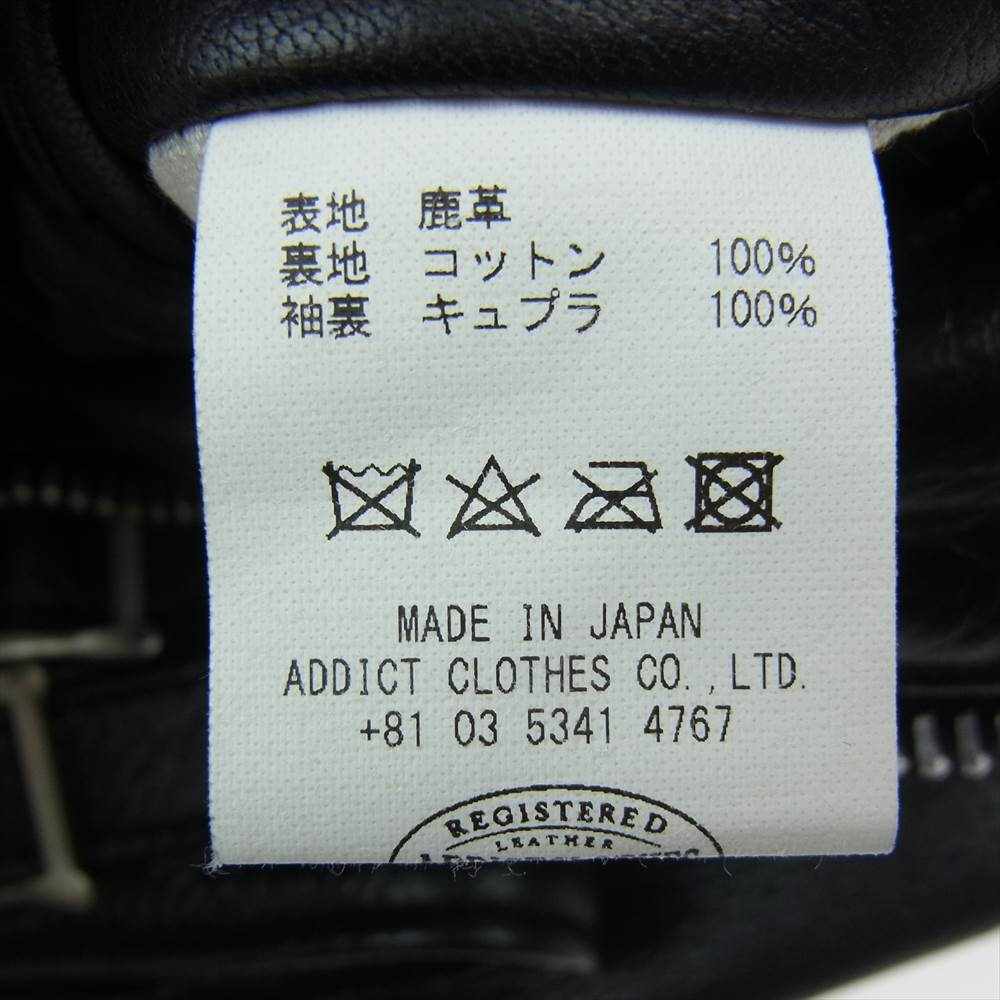 表地 鹿革
裏地 コットン 100%
袖裏 キュプラ 100%
MADE IN JAPAN
ADDICT CLOTHES CO.,LTD.
+81 03 5341 4767
REGISTERED
LEATHER